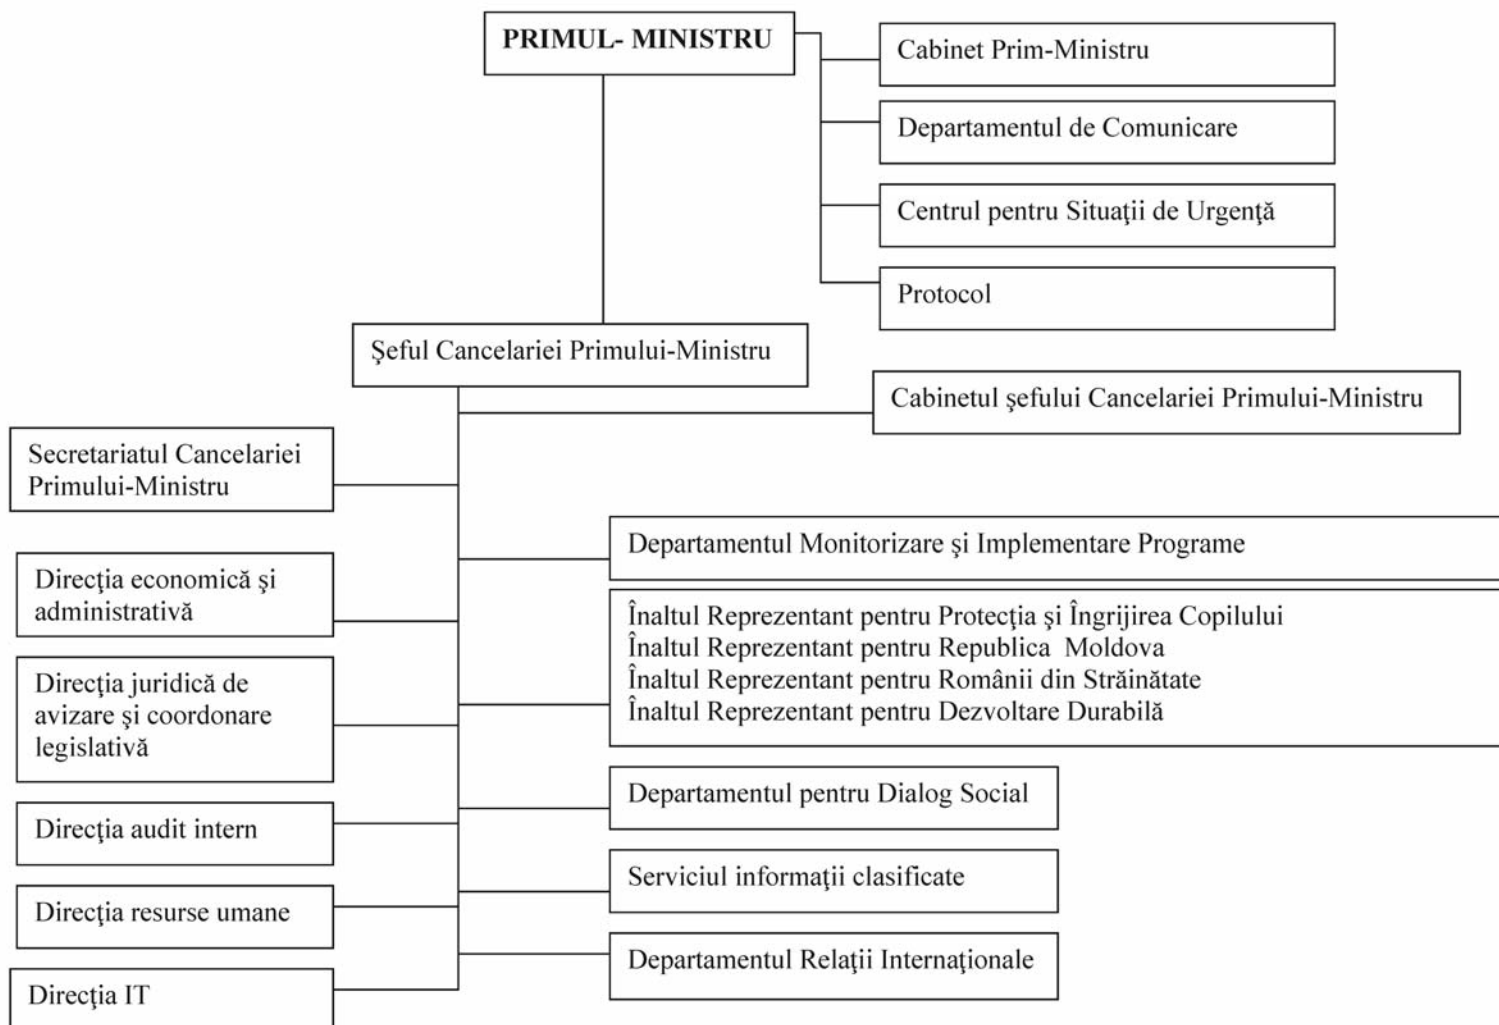 PRIMUL- MINISTRU
Cabinet Prim-Ministru
Departamentul de Comunicare
Centrul pentru Situaţii de Urgenţă
Protocol
Şeful Cancelariei Primului-Ministru
Cabinetul şefului Cancelariei Primului-Ministru
Secretariatul Cancelariei
Primului-Ministru
Direcţia economică şi
administrativă
Direcţia juridică de
avizare şi coordonare
legislativă
Direcţia audit intern
Direcţia resurse umane
Direcţia IT
Departamentul Monitorizare şi Implementare Programe
Înaltul Reprezentant pentru Protecţia şi Îngrijirea Copilului
Înaltul Reprezentant pentru Republica  Moldova
Înaltul Reprezentant pentru Românii din Străinătate
Înaltul Reprezentant pentru Dezvoltare Durabilă
Departamentul pentru Dialog Social
Serviciul informaţii clasificate
Departamentul Relaţii Internaţionale